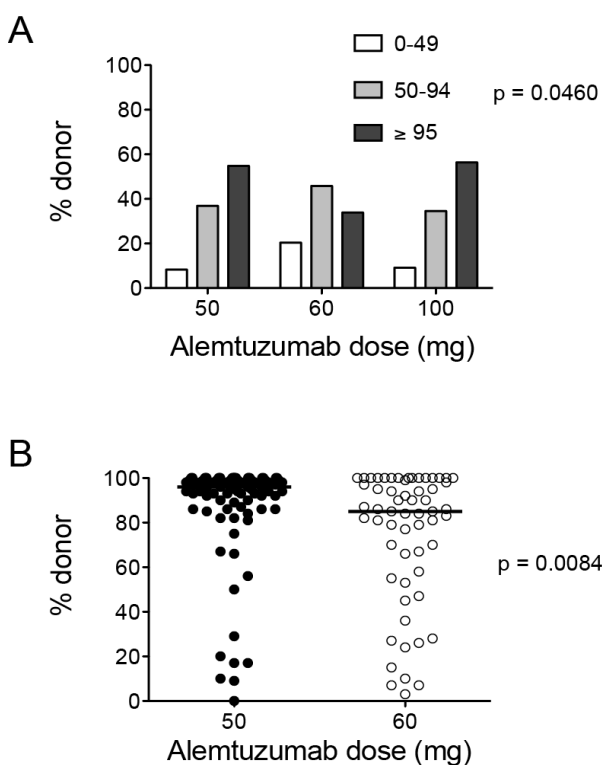 A
0-49
50-94
≥ 95
p = 0.0460
% donor
100
80
60
40
20
0
50 60 100
Alemtuzumab dose (mg)
B
% donor
100
80
60
40
20
0
p = 0.0084
50 60
Alemtuzumab dose (mg)